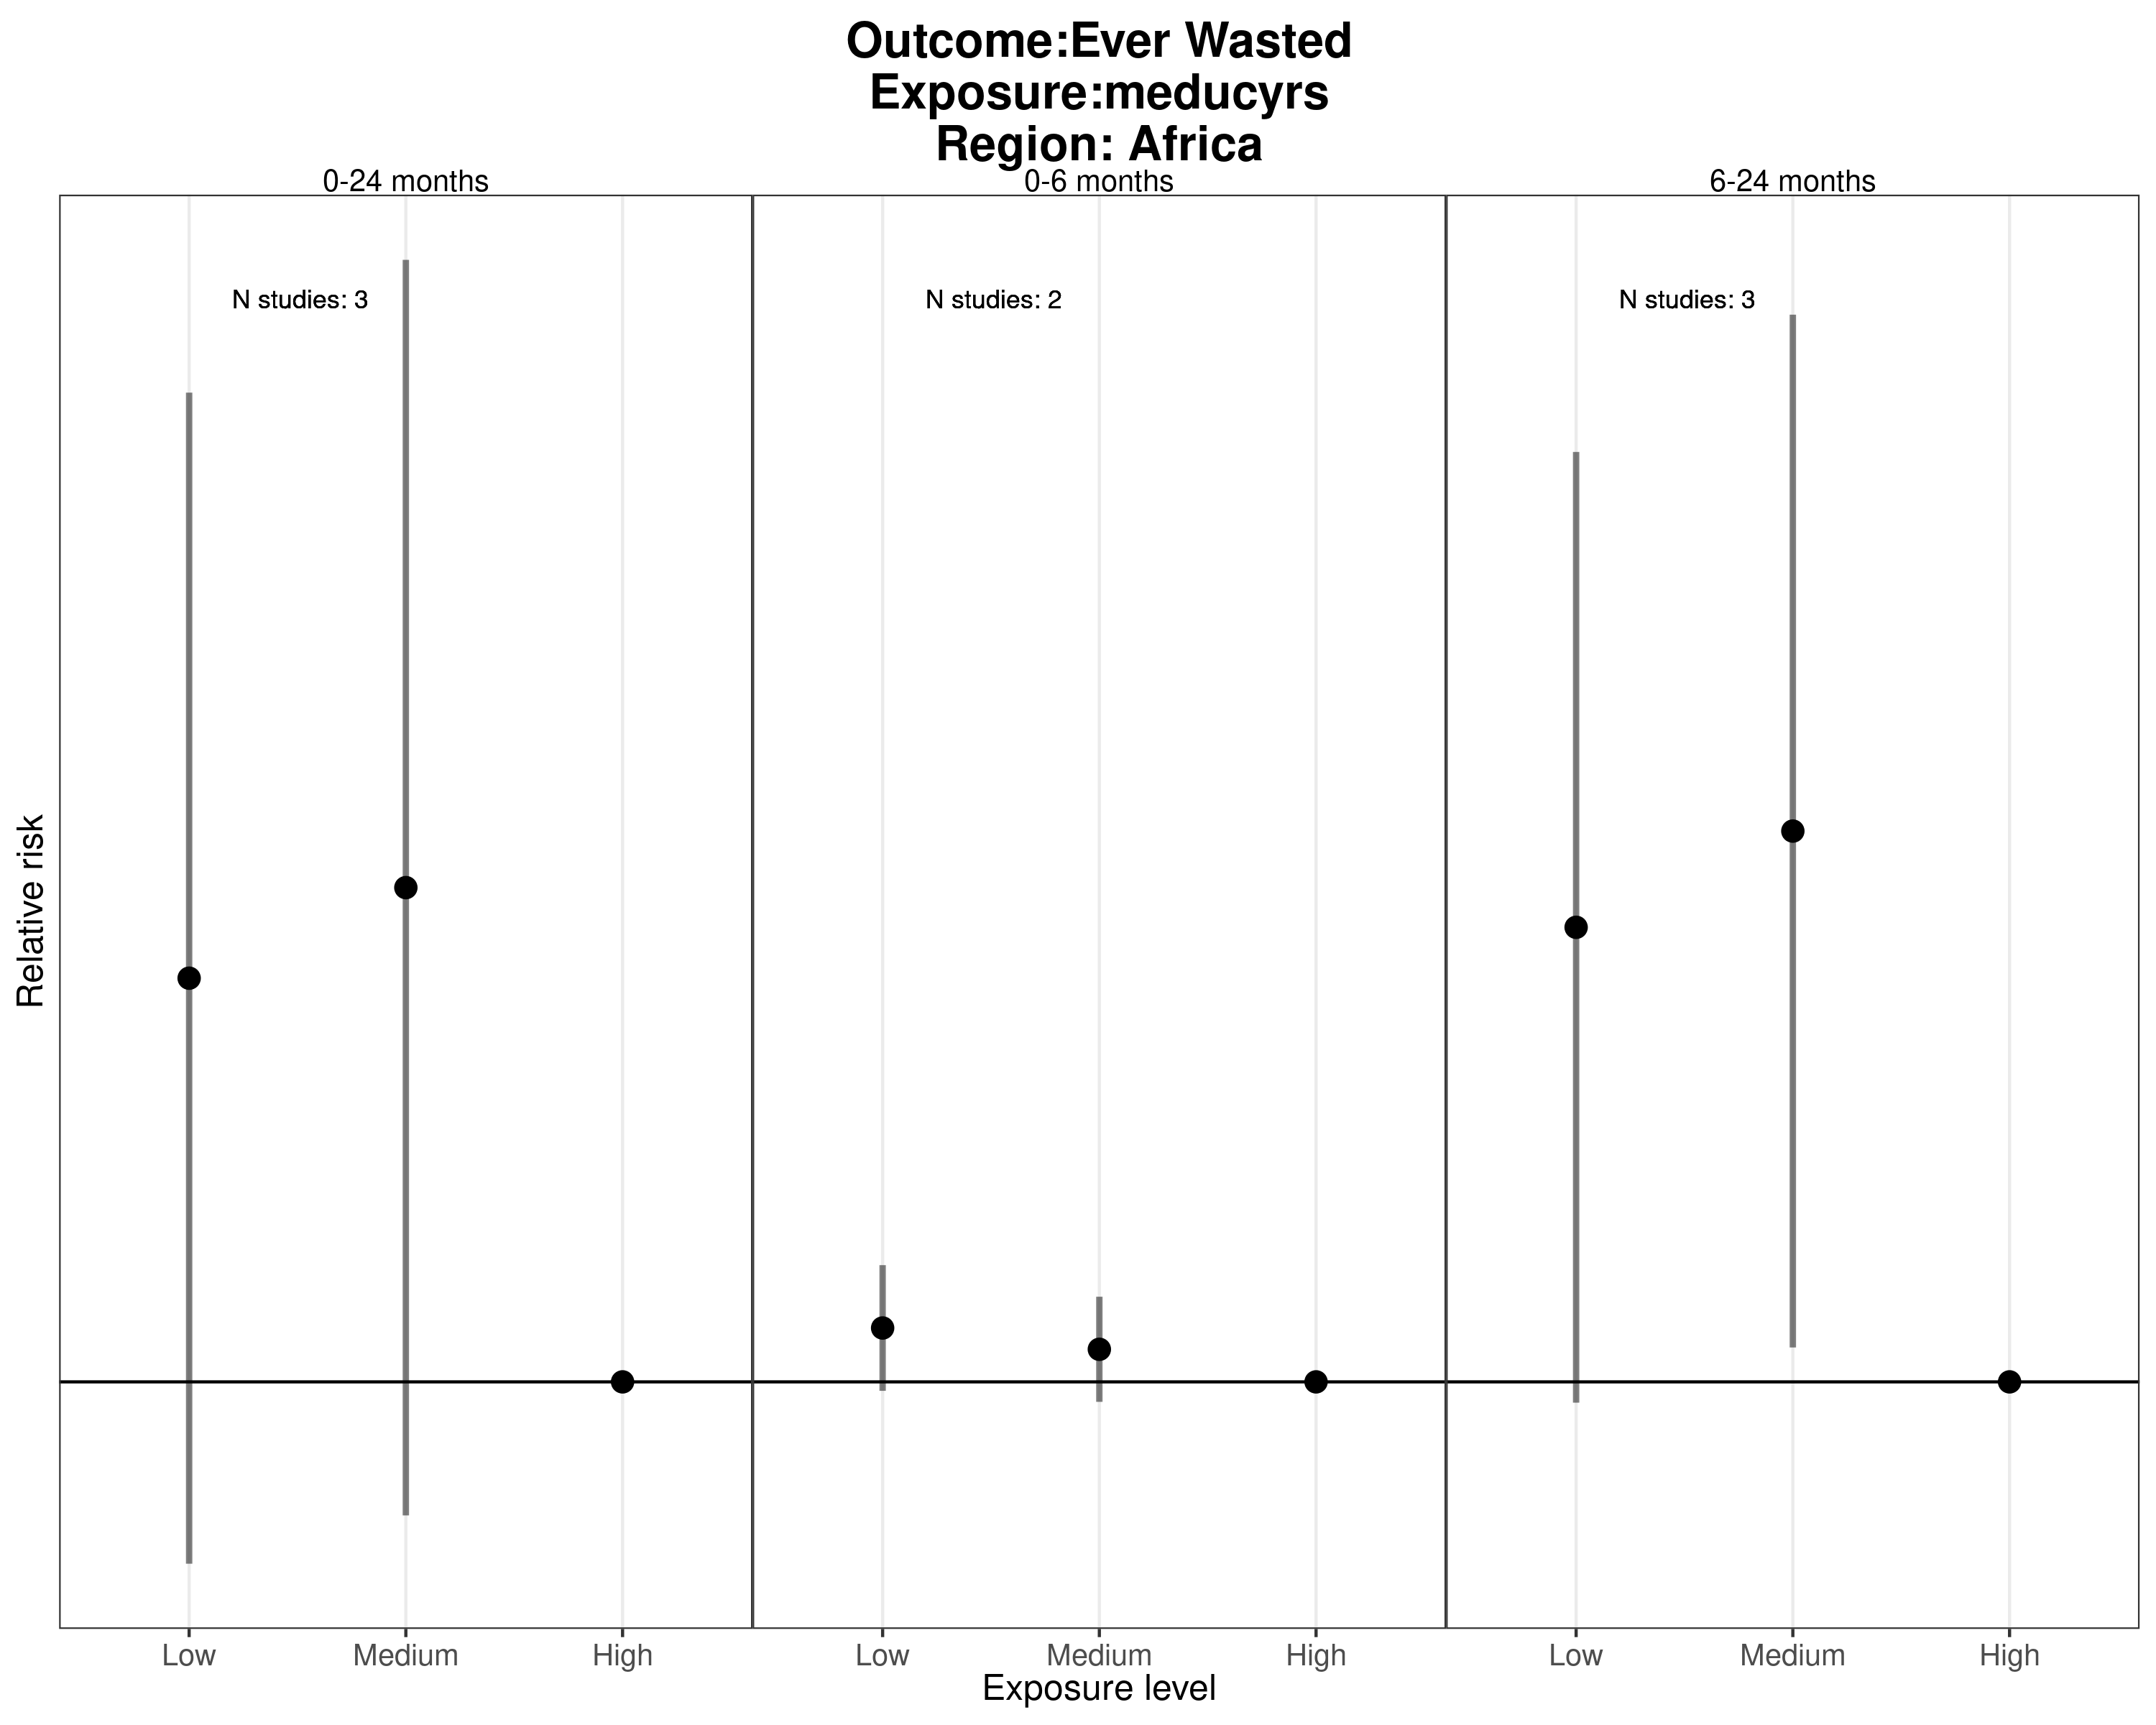 Outcome:Ever Wasted
Exposure:meducyrs
Region: Africa
0-24 months
0-6 months
6-24 months
N studies: 3
N studies: 2
N studies: 3
Relative risk
Low Medium High
Low Medium High
Low Medium High
Exposure level